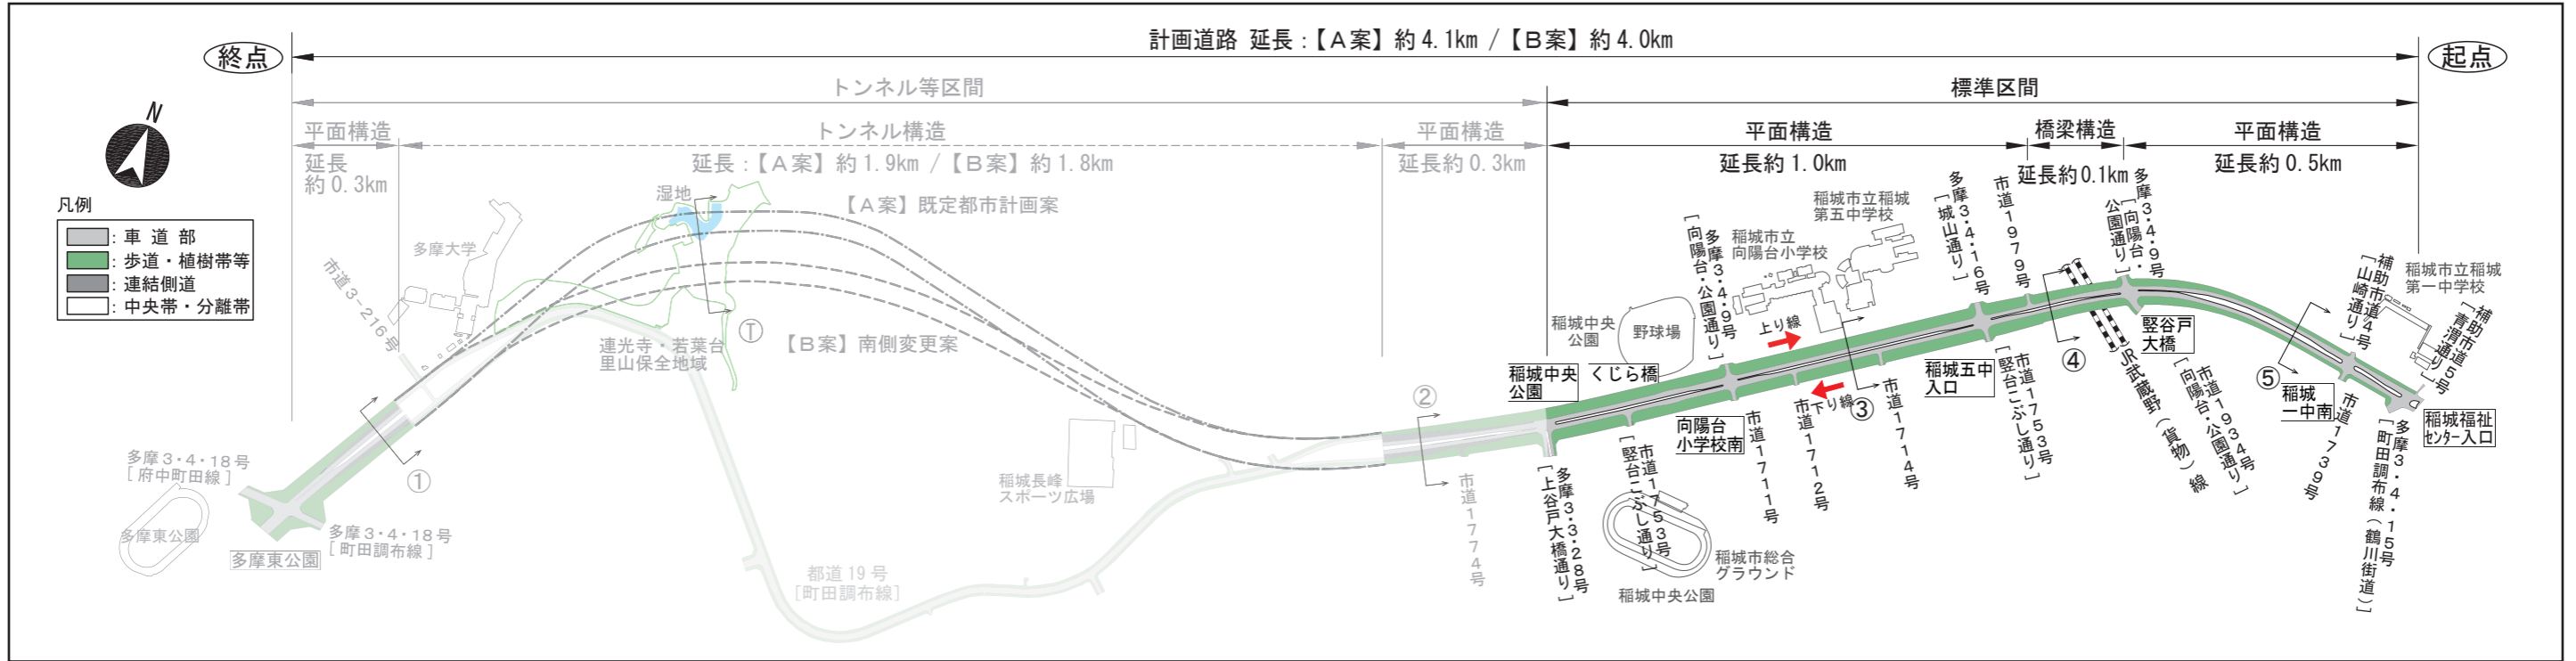 計画道路 延長：【A案】約4.1km /【B案】約4.0km
終点
起点
トンネル等区間
標準区間
平面構造
トンネル構造
平面構造
平面構造
橋梁構造
平面構造
延長
約0.3km
延長：【A案】約1.9km /【B案】約1.8km
延長約0.3km
延長約1.0km
延長約0.1km
延長約0.5km
N
凡例
：車道部
：歩道・植樹帯等
：連結側道
：中央帯・分離帯
湿地
【A案】既定都市計画案
【B案】南側変更案
多摩大学
市道3-216号
連光寺・若葉台
里山保全地域
Ⓣ
①
多摩3・4・18号
[府中町田線]
多摩東公園
多摩東公園
多摩3・4・18号
[町田調布線]
都道19号
[町田調布線]
稲城長峰
スポーツ広場
②
市道1774号
稲城中央
公園
野球場
稲城中央
公園
くじら橋
多摩3・4・9号
[向陽台・公園通り]
稲城市立
向陽台小学校
稲城市立稲城
第五中学校
上り線
下り線
③
向陽台
小学校南
多摩3・3・28号
[上谷戸大橋通り]
市道1753号
[竪台こぶし通り]
稲城市総合
グラウンド
稲城中央公園
市道1711号
市道1712号
市道1714号
稲城五中
入口
多摩3・4・16号
[城山通り]
市道1979号
市道1753号
[竪台こぶし通り]
④
JR武蔵野(貨物)線
多摩3・4・9号
[向陽台・公園通り]
竪谷戸
大橋
市道1934号
[向陽台・公園通り]
⑤
稲城
一中南
補助市道4号
[山崎通り]
稲城市立稲城
第一中学校
補助市道5号
[青渭通り]
市道1739号
多摩3・4・15号
[町田調布線(鶴川街道)]
稲城福祉
センター入口